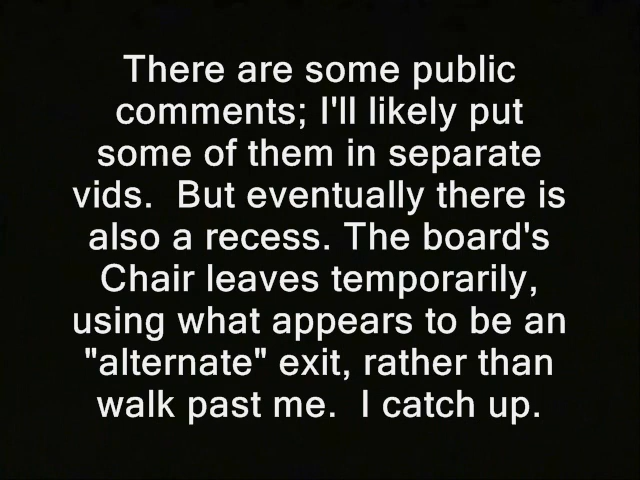 There are some public
comments; I'll likely put
some of them in separate
vids.  But eventually there is
also a recess. The board's
Chair leaves temporarily,
using what appears to be an
"alternate" exit, rather than
walk past me.  I catch up.